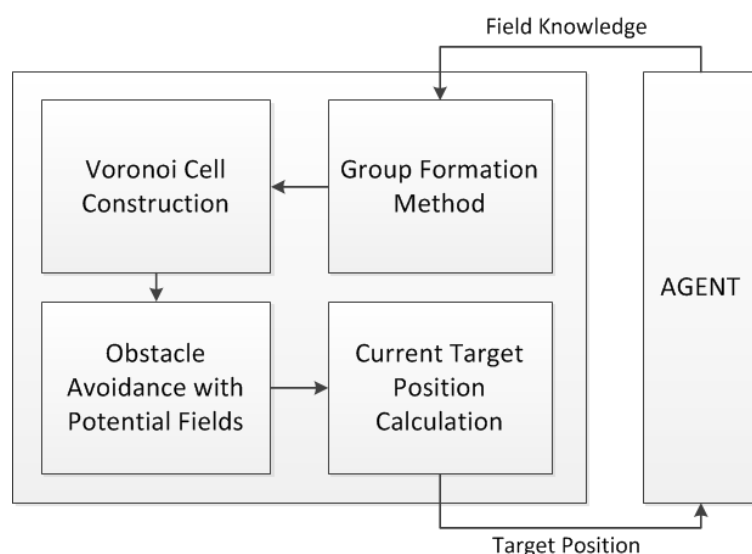 Field Knowledge
Voronoi Cell
Construction
Group Formation
Method
AGENT
Obstacle
Avoidance with
Potential Fields
Current Target
Position
Calculation
Target Position